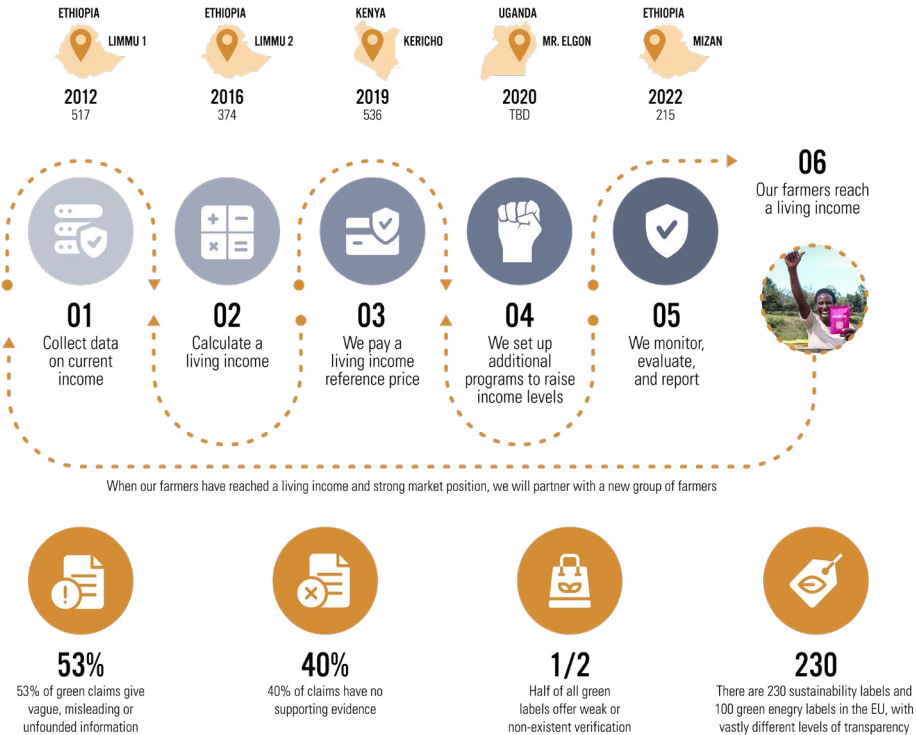 ETHIOPIA
LIMMU 1
2012
517
ETHIOPIA
LIMMU 2
2016
374
KENYA
KERICHO
2019
536
UGANDA
MR. ELGON
2020
TBD
ETHIOPIA
MIZAN
2022
215
01
Collect data
on current
income
02
Calculate a
living income
03
We pay a
living income
reference price
04
We set up
additional
programs to raise
income levels
05
We monitor,
evaluate,
and report
06
Our farmers reach
a living income
When our farmers have reached a living income and strong market position, we will partner with a new group of farmers
53%
53% of green claims give
vague, misleading or
unfounded information
40%
40% of claims have no
supporting evidence
1/2
Half of all green
labels offer weak or
non-existent verification
230
There are 230 sustainability labels and
100 green enegry labels in the EU, with
vastly different levels of transparency